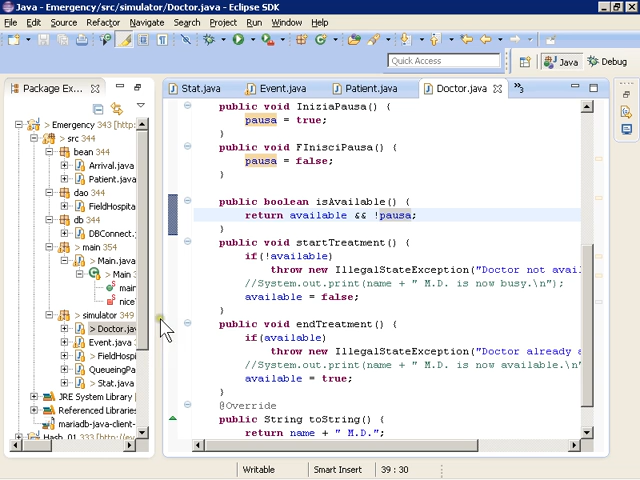 Java - Emergency/src/simulator/Doctor.java - Eclipse SDK
File Edit Source Refactor Navigate Search Project Run Window Help
Quick Access
Java
Debug
Package Ex...
Stat.java
Event.java
Patient.java
Doctor.java
»3
Emergency 343 [http:
> src 344
bean 344
Arrival.java
Patient.java
dao 344
FieldHospital
db 344
DBConnect.
> main 354
> Main.java
> Main
main
nice
> simulator 349
> Doctor.jav
Event.java
> FieldHospi
QueueingPa
> Stat.java
JRE System Library
Referenced Libraries
mariadb-java-client-
Hash_01 333 [http://e
public void IniziaPausa() {
pausa = true;
}
public void FInisciPausa() {
pausa = false;
}
public boolean isAvailable() {
return available && !pausa;
}
public void startTreatment() {
if(!available)
throw new IllegalStateException("Doctor not avail
//System.out.print(name + " M.D. is now busy.\n");
available = false;
}
public void endTreatment() {
if(available)
throw new IllegalStateException("Doctor already a
//System.out.print(name + " M.D. is now available.\n"
available = true;
}
@Override
public String toString() {
return name + " M.D.";
Writable
Smart Insert
39 : 30